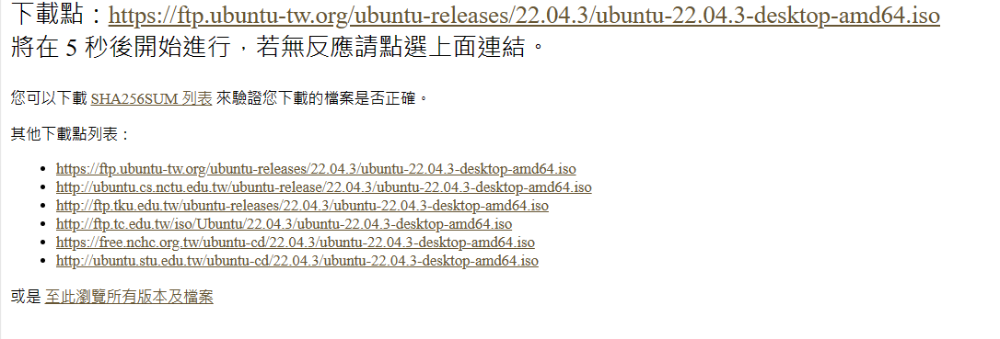 下載點：https://ftp.ubuntu-tw.org/ubuntu-releases/22.04.3/ubuntu-22.04.3-desktop-amd64.iso
將在 5 秒後開始進行，若無反應請點選上面連結。
您可以下載 SHA256SUM 列表 來驗證您下載的檔案是否正確。
其他下載點列表：
https://ftp.ubuntu-tw.org/ubuntu-releases/22.04.3/ubuntu-22.04.3-desktop-amd64.iso
http://ubuntu.cs.nctu.edu.tw/ubuntu-release/22.04.3/ubuntu-22.04.3-desktop-amd64.iso
http://ftp.tku.edu.tw/ubuntu-releases/22.04.3/ubuntu-22.04.3-desktop-amd64.iso
http://ftp.tc.edu.tw/iso/Ubuntu/22.04.3/ubuntu-22.04.3-desktop-amd64.iso
https://free.nchc.org.tw/ubuntu-cd/22.04.3/ubuntu-22.04.3-desktop-amd64.iso
http://ubuntu.stu.edu.tw/ubuntu-cd/22.04.3/ubuntu-22.04.3-desktop-amd64.iso
或是 至此瀏覽所有版本及檔案